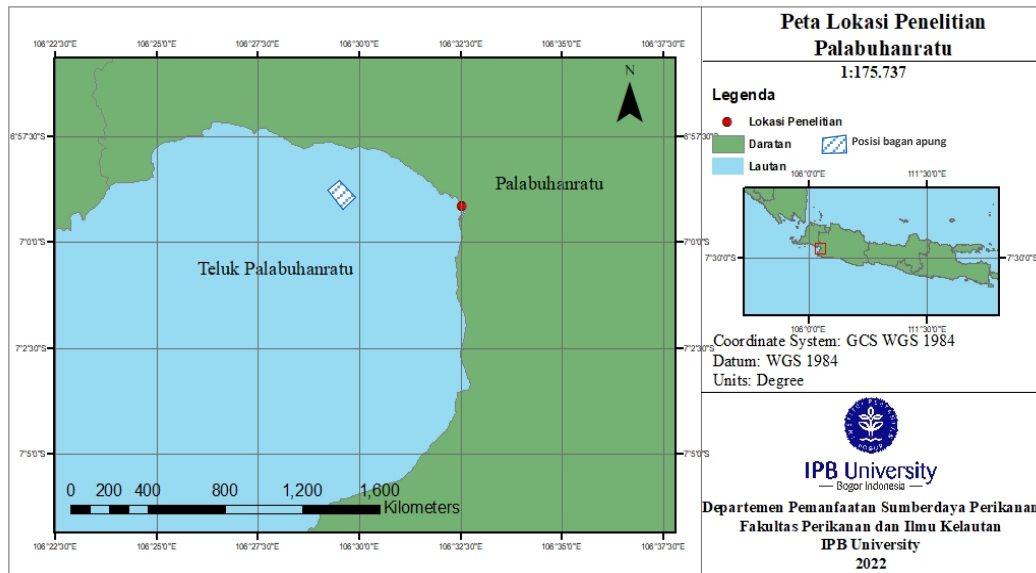 Peta Lokasi Penelitian
Palabuhanratu
1:175.737
Legenda
Lokasi Penelitian
Daratan
Posisi bagan apung
Lautan
106°0'0"E 111°30'0"E
7°30'0"S 7°30'0"S
106°0'0"E 111°30'0"E
Coordinate System: GCS WGS 1984
Datum: WGS 1984
Units: Degree
IPB University
Bogor Indonesia
Departemen Pemanfaatan Sumberdaya Perikanan
Fakultas Perikanan dan Ilmu Kelautan
IPB University
2022
106°22'30"E 106°25'0"E 106°27'30"E 106°30'0"E 106°32'30"E 106°35'0"E 106°37'30"E
N
6°57'30"S 6°57'30"S
Palabuhanratu
7°0'0"S 7°0'0"S
Teluk Palabuhanratu
7°2'30"S 7°2'30"S
7°5'0"S 7°5'0"S
0 200 400 800 1,200 1,600
Kilometers
106°22'30"E 106°25'0"E 106°27'30"E 106°30'0"E 106°32'30"E 106°35'0"E 106°37'30"E